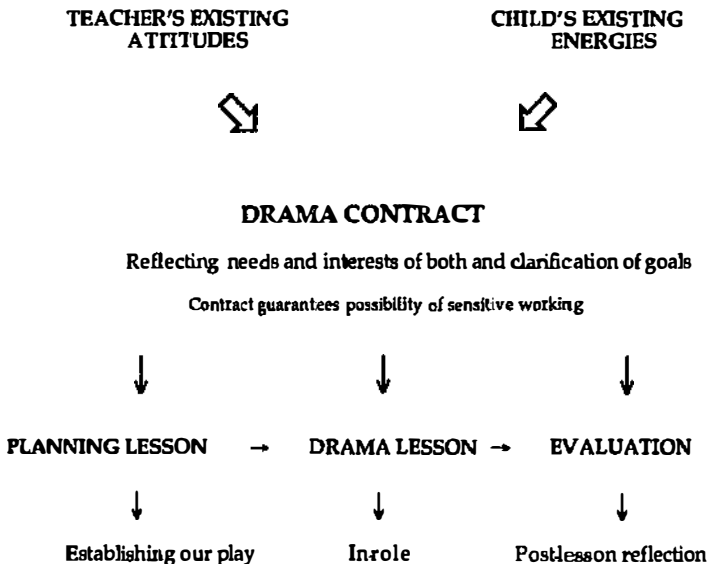 TEACHER'S EXISTING ATTITUDES
CHILD'S EXISTING ENERGIES
DRAMA CONTRACT
Reflecting needs and interests of both and clarification of goals
Contract guarantees possibility of sensitive working
PLANNING LESSON → DRAMA LESSON → EVALUATION
Establishing our play In-role Post-lesson reflection